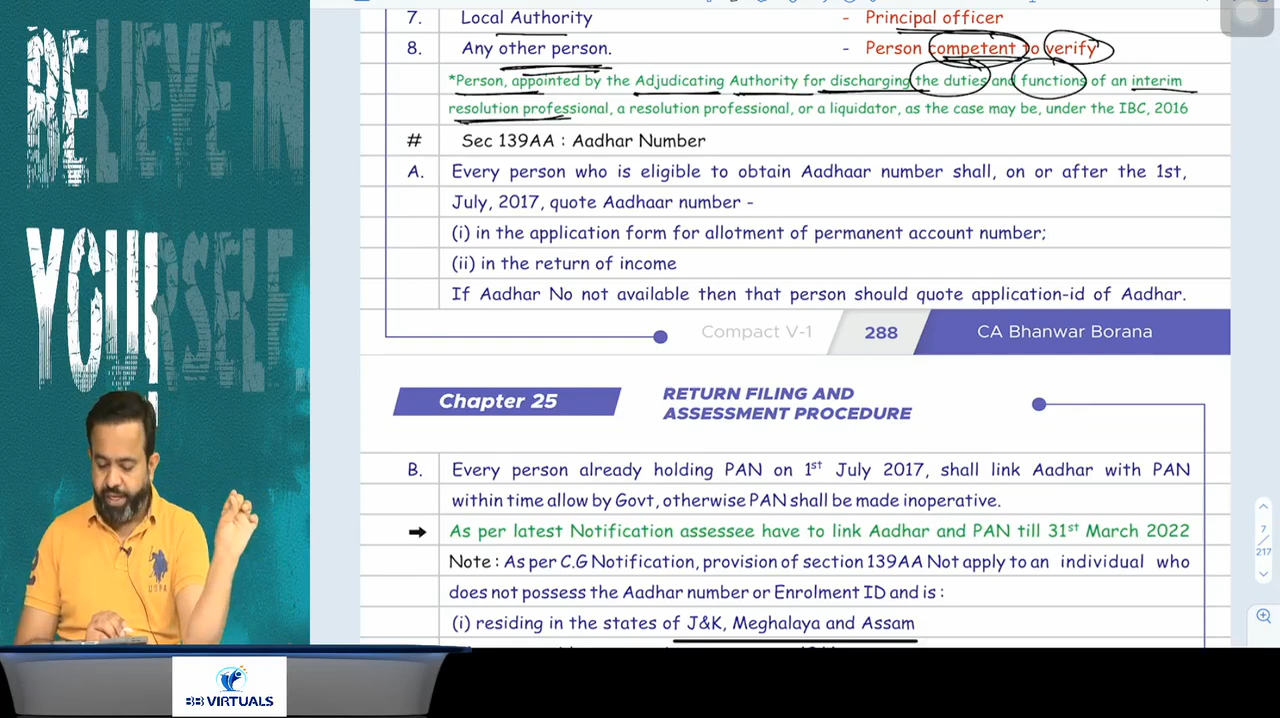 BELIEVE IN
YOURSELF
7. Local Authority - Principal officer
8. Any other person. - Person competent to verify
*Person, appointed by the Adjudicating Authority for discharging the duties and functions of an interim
resolution professional, a resolution professional, or a liquidator, as the case may be, under the IBC, 2016
# Sec 139AA : Aadhar Number
A. Every person who is eligible to obtain Aadhaar number shall, on or after the 1st,
July, 2017, quote Aadhaar number -
(i) in the application form for allotment of permanent account number;
(ii) in the return of income
If Aadhar No not available then that person should quote application-id of Aadhar.
Compact V-1 288 CA Bhanwar Borana
Chapter 25 RETURN FILING AND
ASSESSMENT PROCEDURE
B. Every person already holding PAN on 1st July 2017, shall link Aadhar with PAN
within time allow by Govt, otherwise PAN shall be made inoperative.
➞ As per latest Notification assessee have to link Aadhar and PAN till 31st March 2022
Note : As per C.G Notification, provision of section 139AA Not apply to an individual who
does not possess the Aadhar number or Enrolment ID and is :
(i) residing in the states of J&K, Meghalaya and Assam
7
/
217
2
USPA
BB VIRTUALS